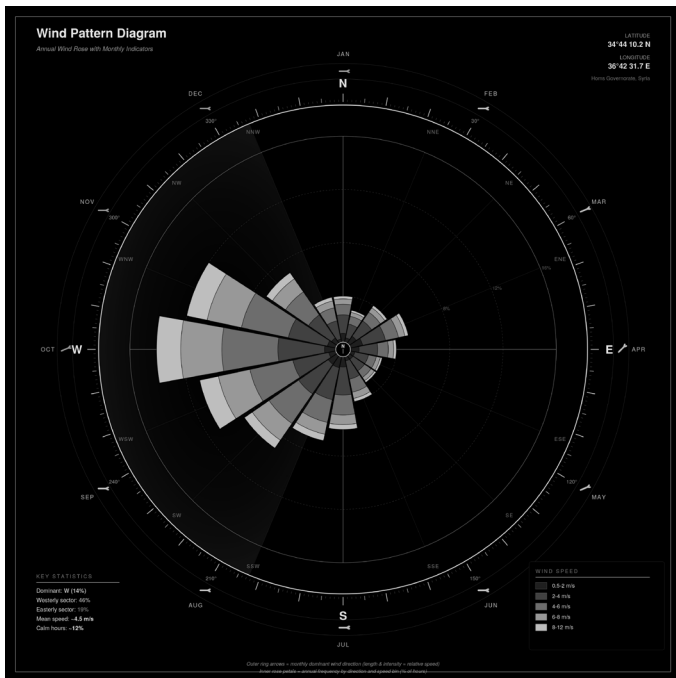 Wind Pattern Diagram
Annual Wind Rose with Monthly Indicators
LATITUDE
34°44 10.2 N
LONGITUDE
36°42 31.7 E
Homs Governorate, Syria
JAN
N
FEB
30°
MAR
60°
E
APR
MAY
120°
JUN
150°
JUL
S
AUG
210°
SEP
240°
OCT
W
NOV
300°
DEC
330°
NNW
NNE
NW
NE
WNW
ENE
WSW
ESE
SW
SE
SSW
SSE
N
KEY STATISTICS
Dominant: W (14%)
Westerly sector: 46%
Easterly sector: 19%
Mean speed: ~4.5 m/s
Calm hours: ~12%
WIND SPEED
0.5-2 m/s
2-4 m/s
4-6 m/s
6-8 m/s
8-12 m/s
Outer ring arrows = monthly dominant wind direction (length & intensity = relative speed)
Inner rose petals = annual frequency by direction and speed bin (% of hours)